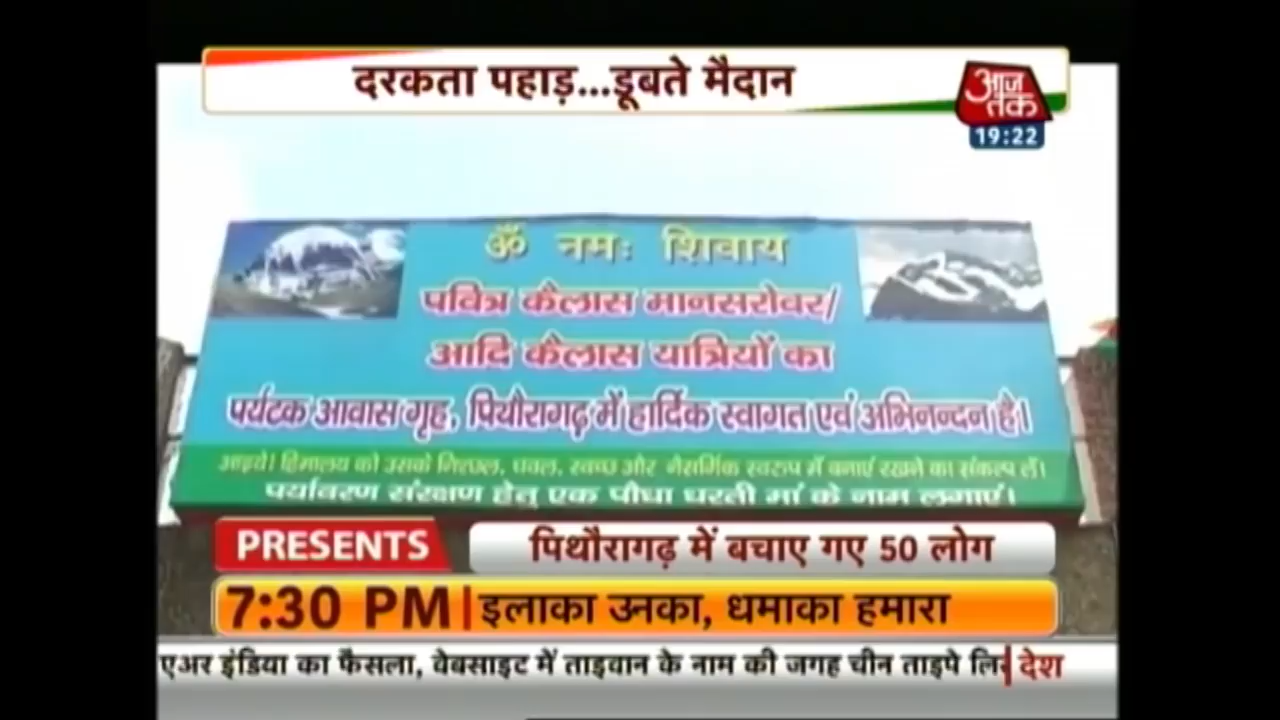 दरकता पहाड़...डूबते मैदान
आज तक
19:22
ॐ नमः शिवाय
पवित्र कैलास मानसरोवर/
आदि कैलास यात्रियों का
पर्यटक आवास गृह, पिथौरागढ़ में हार्दिक स्वागत एवं अभिनन्दन है।
आइये! हिमालय को उसके निश्छल, धवल, स्वच्छ और नैसर्गिक स्वरुप में बनाएं रखने का संकल्प लें।
पर्यावरण संरक्षण हेतु एक पौधा धरती मां के नाम लगाएं।
PRESENTS
पिथौरागढ़ में बचाए गए 50 लोग
7:30 PM
इलाका उनका, धमाका हमारा
एअर इंडिया का फैसला, वेबसाइट में ताइवान के नाम की जगह चीन ताइपे
देश